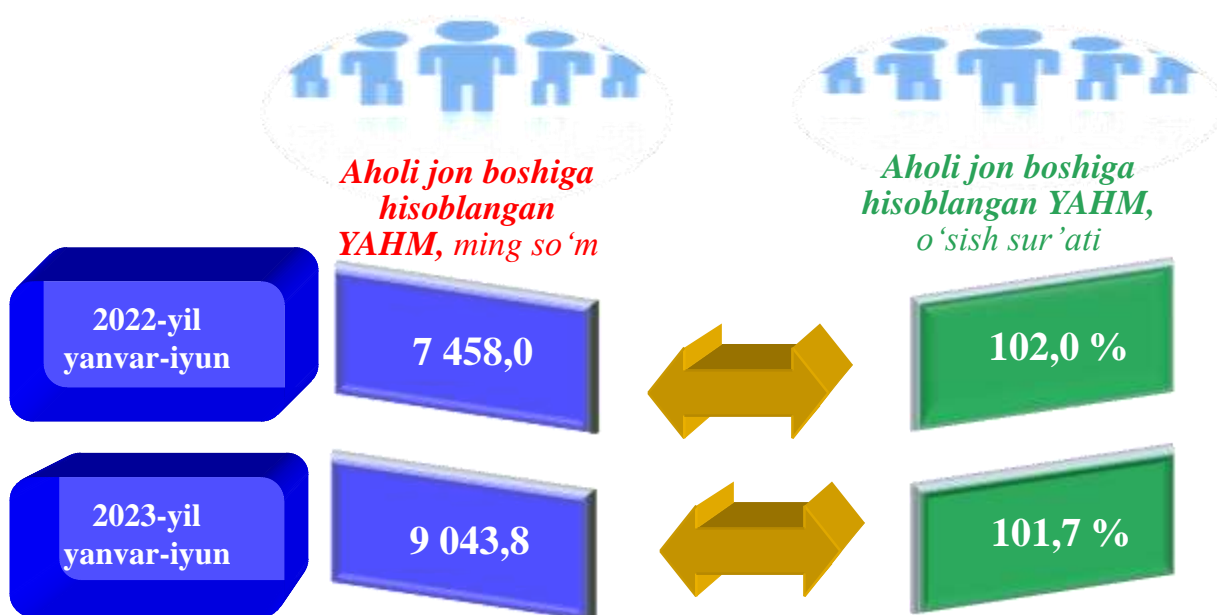 Aholi jon boshiga
hisoblangan
YAHM, ming so‘m
Aholi jon boshiga
hisoblangan YAHM,
o‘sish sur’ati
2022-yil
yanvar-iyun
7 458,0
102,0 %
2023-yil
yanvar-iyun
9 043,8
101,7 %